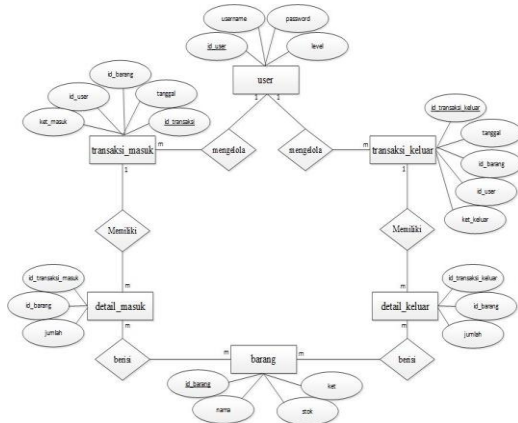 username
password
id_user
level
user
1
1
id_barang
id_user
tanggal
ket_masuk
id_transaksi
transaksi_masuk
m
mengelola
mengelola
m
transaksi_keluar
id_transaksi_keluar
tanggal
id_barang
id_user
ket_keluar
1
1
Memiliki
Memiliki
m
m
id_transaksi_masuk
id_barang
jumlah
detail_masuk
detail_keluar
id_transaksi_keluar
id_barang
jumlah
m
m
berisi
m
barang
m
berisi
id_barang
ket
nama
stok